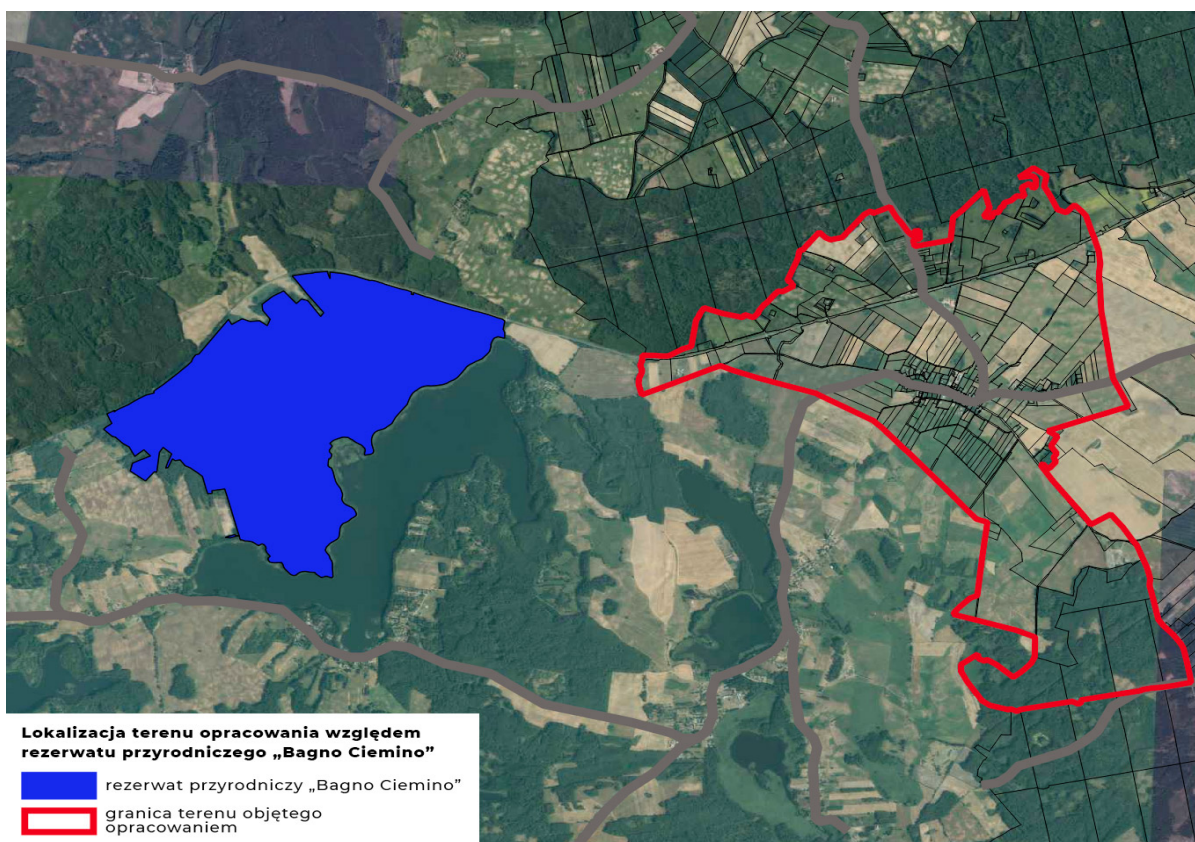 Lokalizacja terenu opracowania względem
rezerwatu przyrodniczego „Bagno Ciemino”
rezerwat przyrodniczy „Bagno Ciemino”
granica terenu objętego
opracowaniem